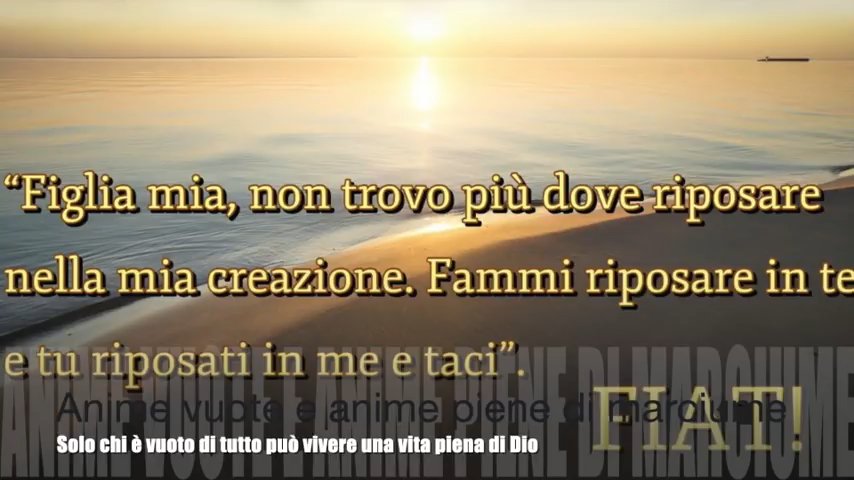 “Figlia mia, non trovo più dove riposare
nella mia creazione. Fammi riposare in te
e tu riposati in me e taci”.
ANIME VUOTE E ANIME PIENE DI MARCIUME
Anime vuote e anime piene di marciume
FIAT!
Solo chi è vuoto di tutto può vivere una vita piena di Dio